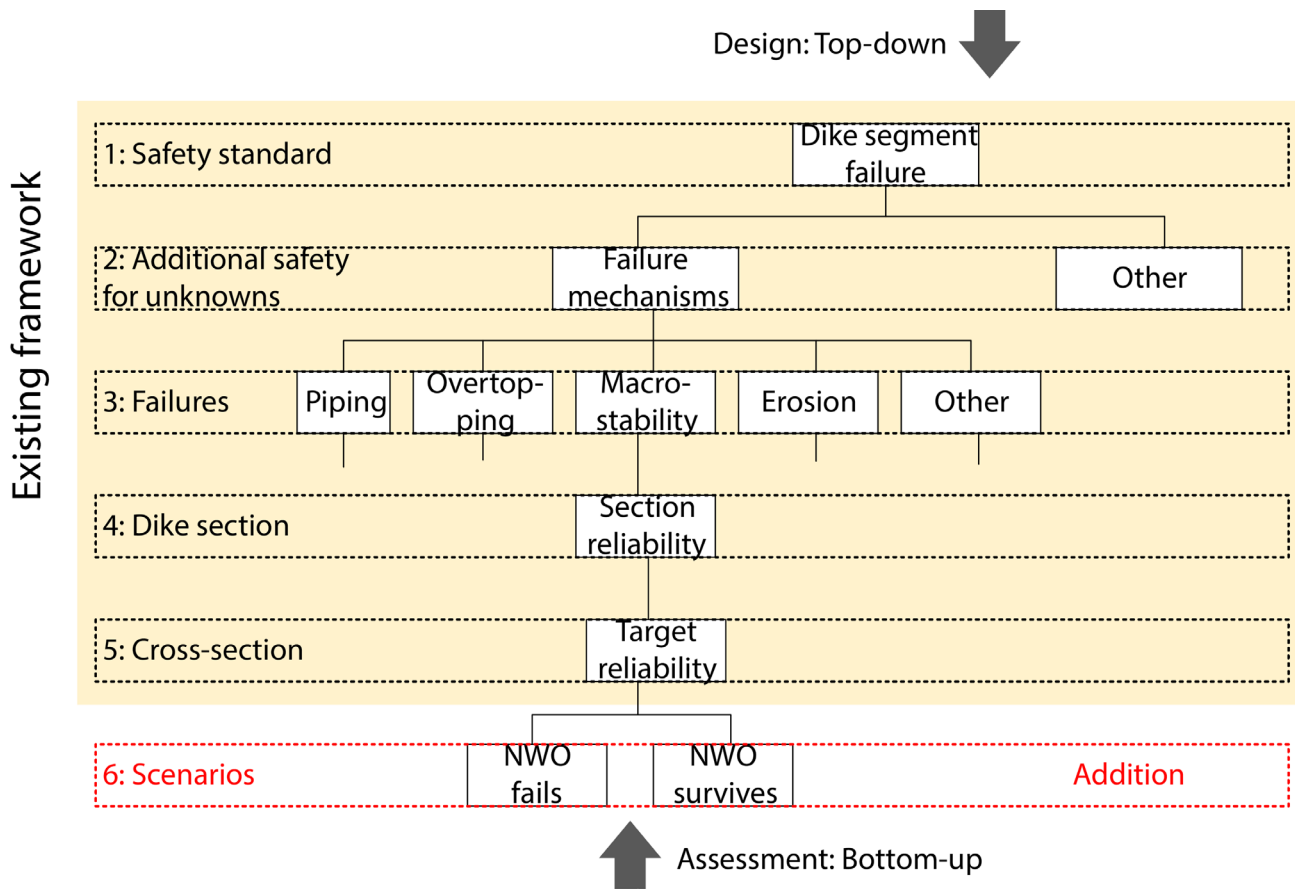 Design: Top-down
Existing framework
1: Safety standard
Dike segment
failure
2: Additional safety
for unknowns
Failure
mechanisms
Other
3: Failures
Piping
Overtop-
ping
Macro-
stability
Erosion
Other
4: Dike section
Section
reliability
5: Cross-section
Target
reliability
6: Scenarios
NWO
fails
NWO
survives
Addition
Assessment: Bottom-up